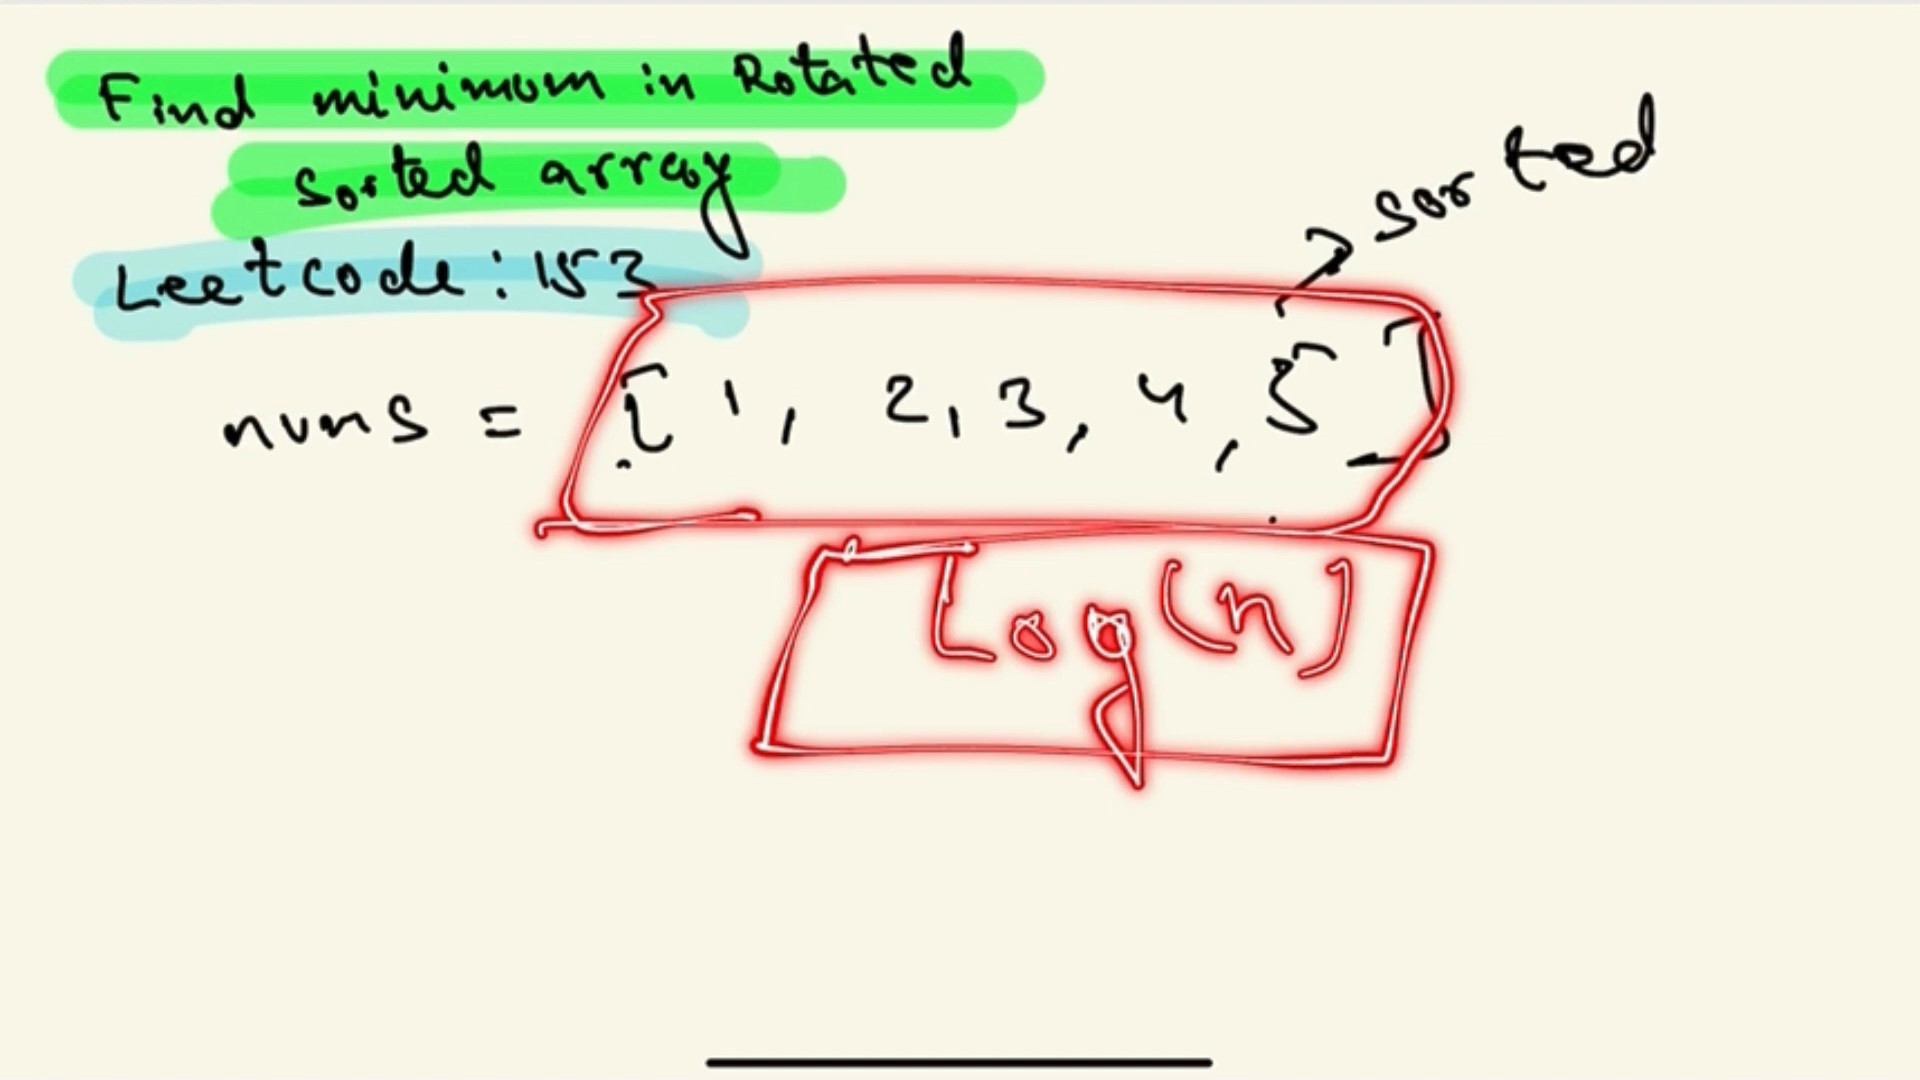 Find minimum in Rotated
sorted array
Leetcode: 153
sorted
nums = [1, 2, 3, 4, 5]
Log(n)